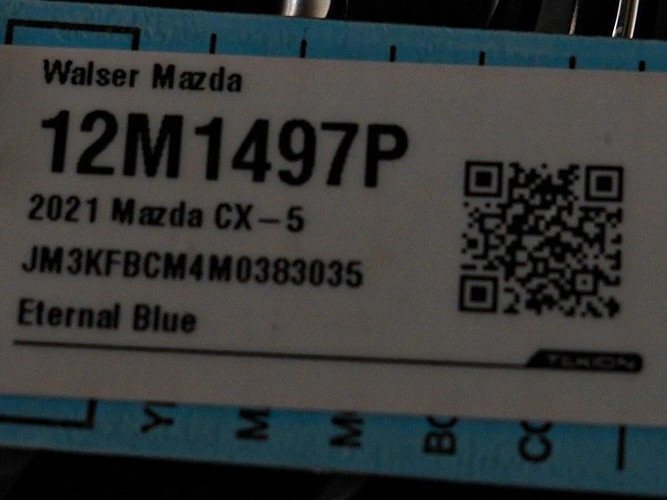 Walser Mazda
12M1497P
2021 Mazda CX-5
JM3KFBCM4M0383035
Eternal Blue
TEKION